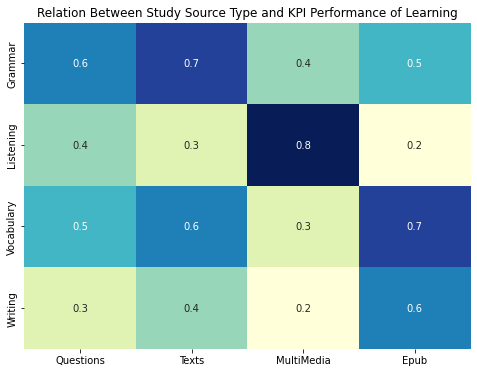 Relation Between Study Source Type and KPI Performance of Learning
Grammar
0.6 0.7 0.4 0.5
Listening
0.4 0.3 0.8 0.2
Vocabulary
0.5 0.6 0.3 0.7
Writing
0.3 0.4 0.2 0.6
Questions Texts MultiMedia Epub